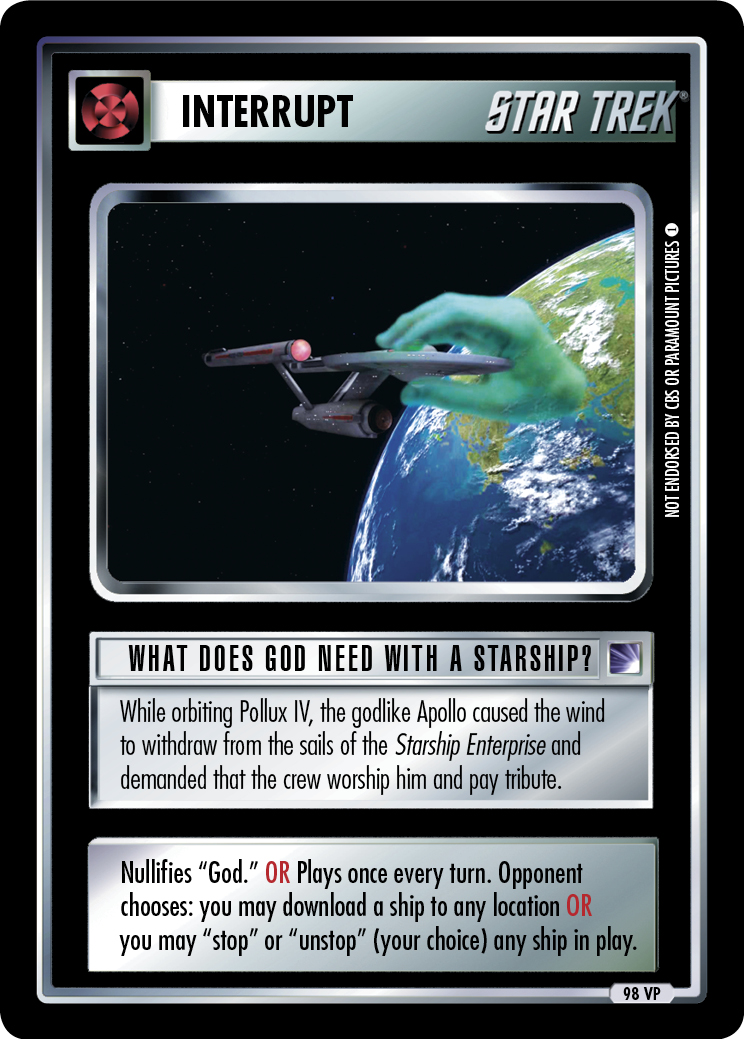 INTERRUPT
STAR TREK®
NOT ENDORSED BY CBS OR PARAMOUNT PICTURES 1
WHAT DOES GOD NEED WITH A STARSHIP?
While orbiting Pollux IV, the godlike Apollo caused the wind
to withdraw from the sails of the Starship Enterprise and
demanded that the crew worship him and pay tribute.
Nullifies “God.” OR Plays once every turn. Opponent
chooses: you may download a ship to any location OR
you may “stop” or “unstop” (your choice) any ship in play.
98 VP